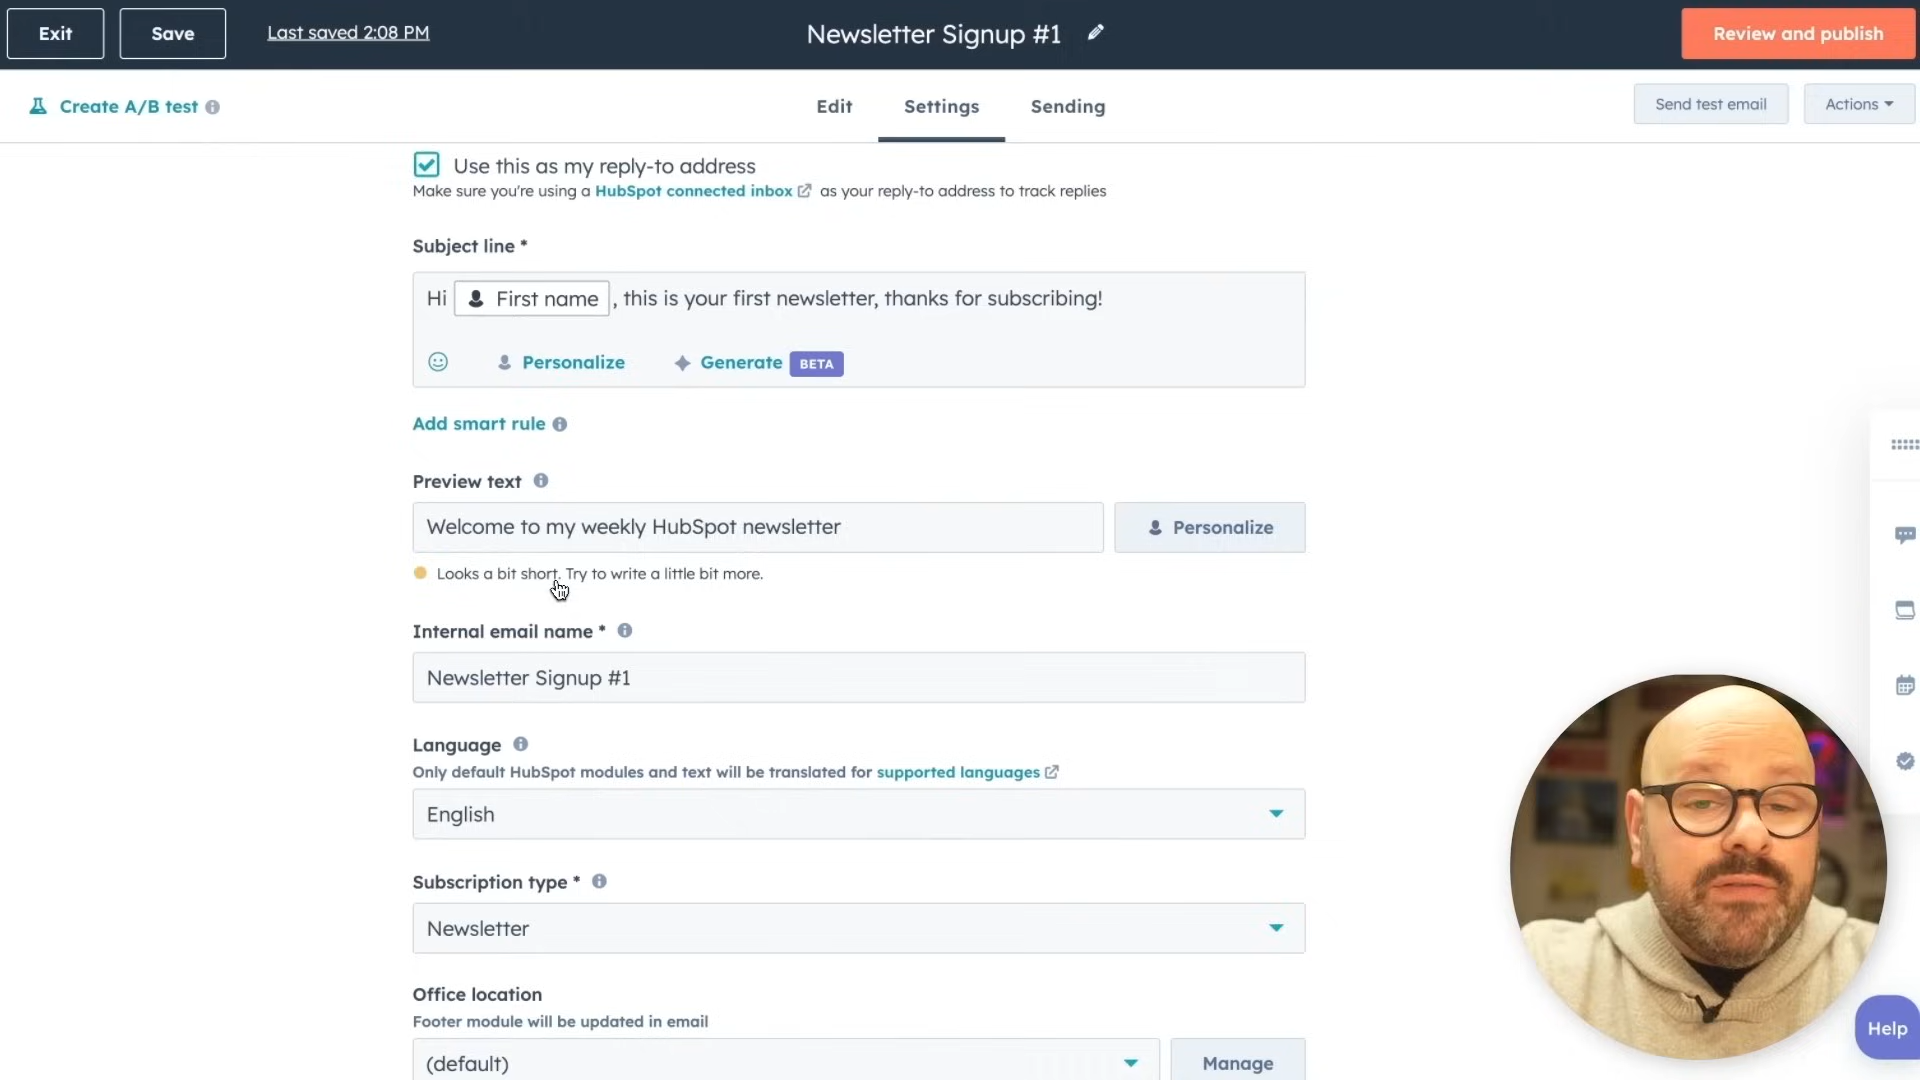 Exit
Save
Last saved 2:08 PM
Newsletter Signup #1
Review and publish
Create A/B test
Edit
Settings
Sending
Send test email
Actions
Use this as my reply-to address
Make sure you're using a HubSpot connected inbox as your reply-to address to track replies
Subject line *
Hi First name , this is your first newsletter, thanks for subscribing!
Personalize
Generate BETA
Add smart rule
Preview text
Welcome to my weekly HubSpot newsletter
Personalize
Looks a bit short. Try to write a little bit more.
Internal email name *
Newsletter Signup #1
Language
Only default HubSpot modules and text will be translated for supported languages
English
Subscription type *
Newsletter
Office location
Footer module will be updated in email
(default)
Manage
Help